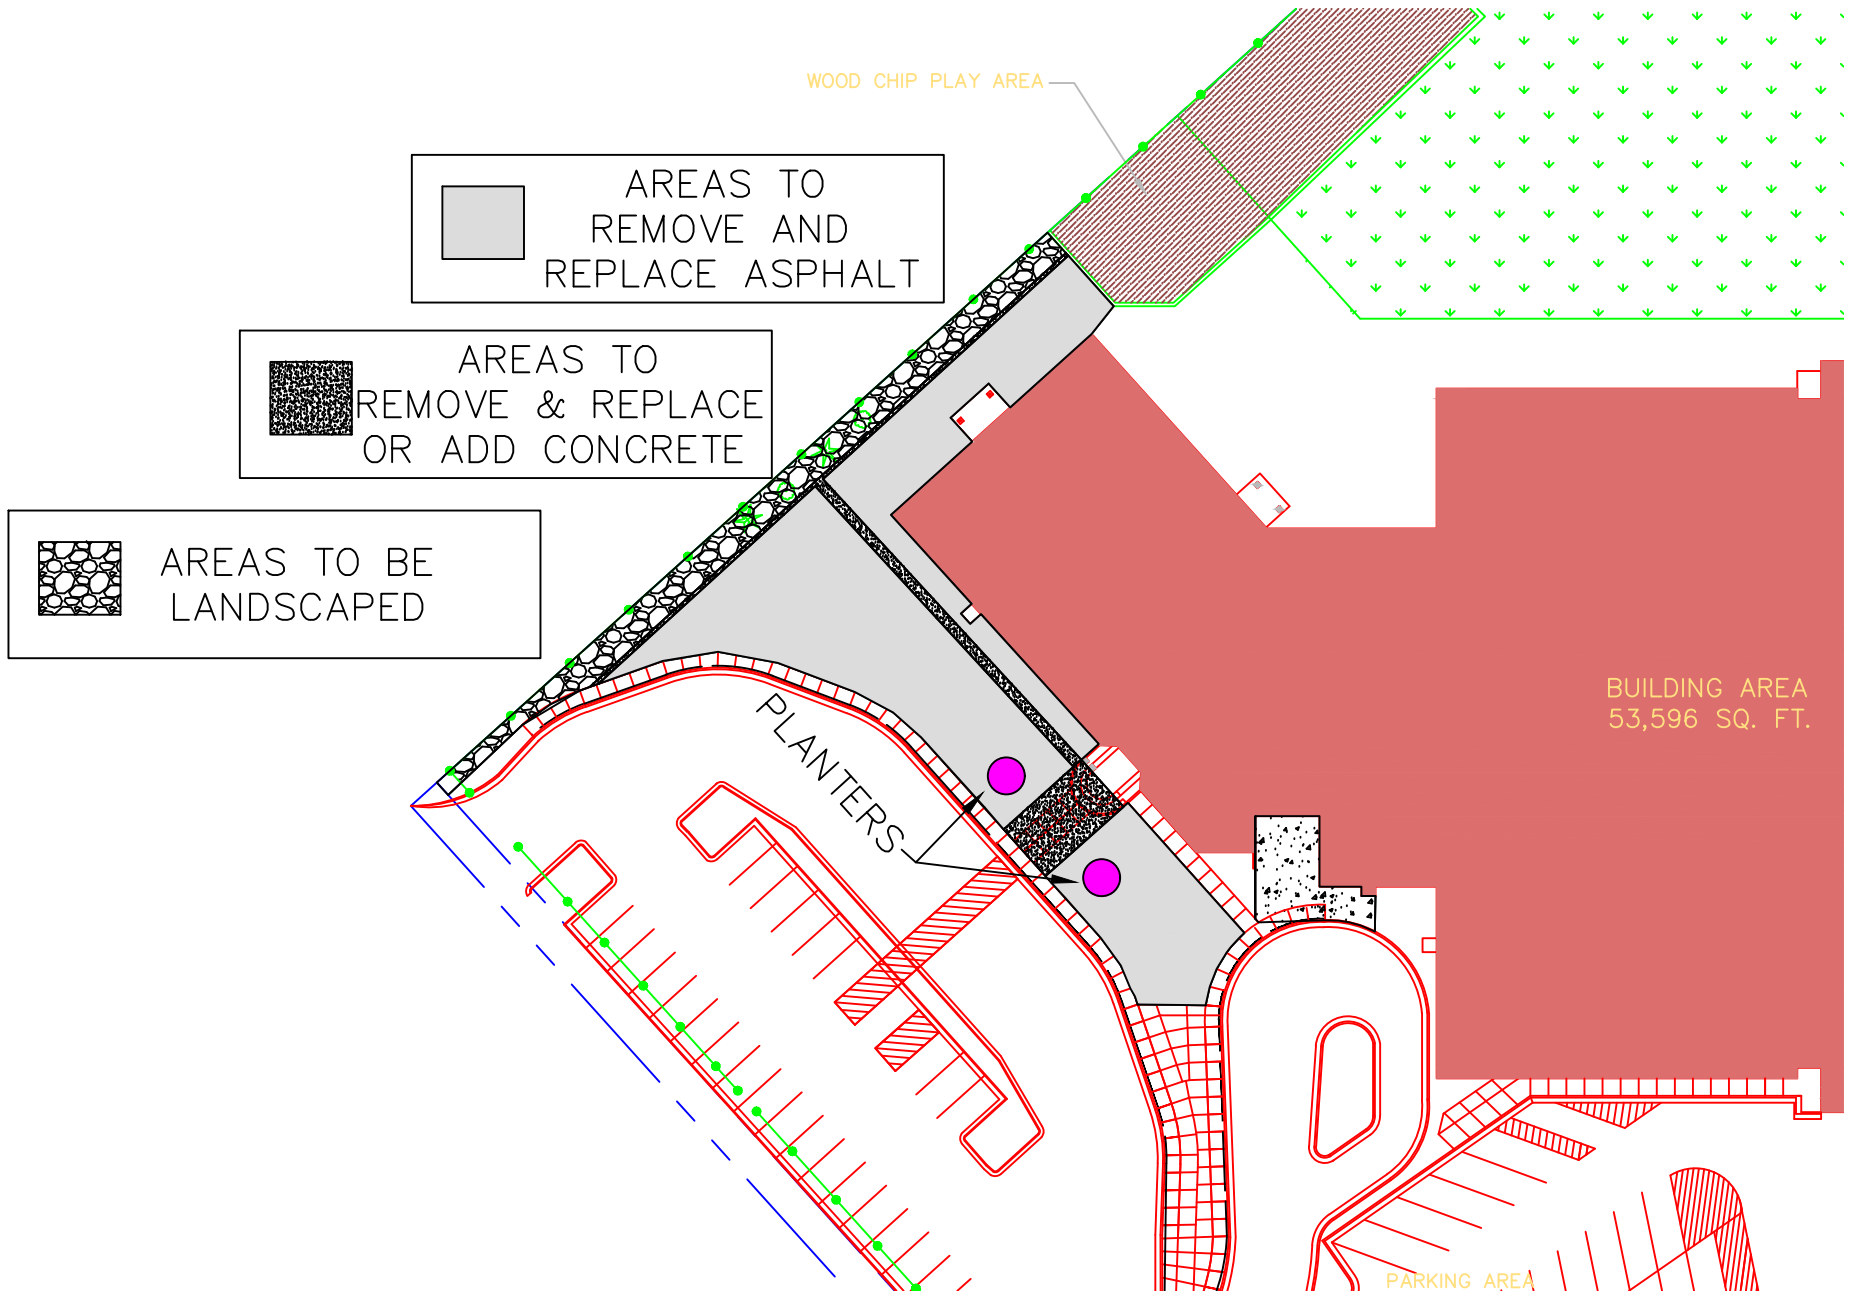 WOOD CHIP PLAY AREA
AREAS TO
REMOVE AND
REPLACE ASPHALT
AREAS TO
REMOVE & REPLACE
OR ADD CONCRETE
AREAS TO BE
LANDSCAPED
PLANTERS
BUILDING AREA
53,596 SQ. FT.
PARKING AREA